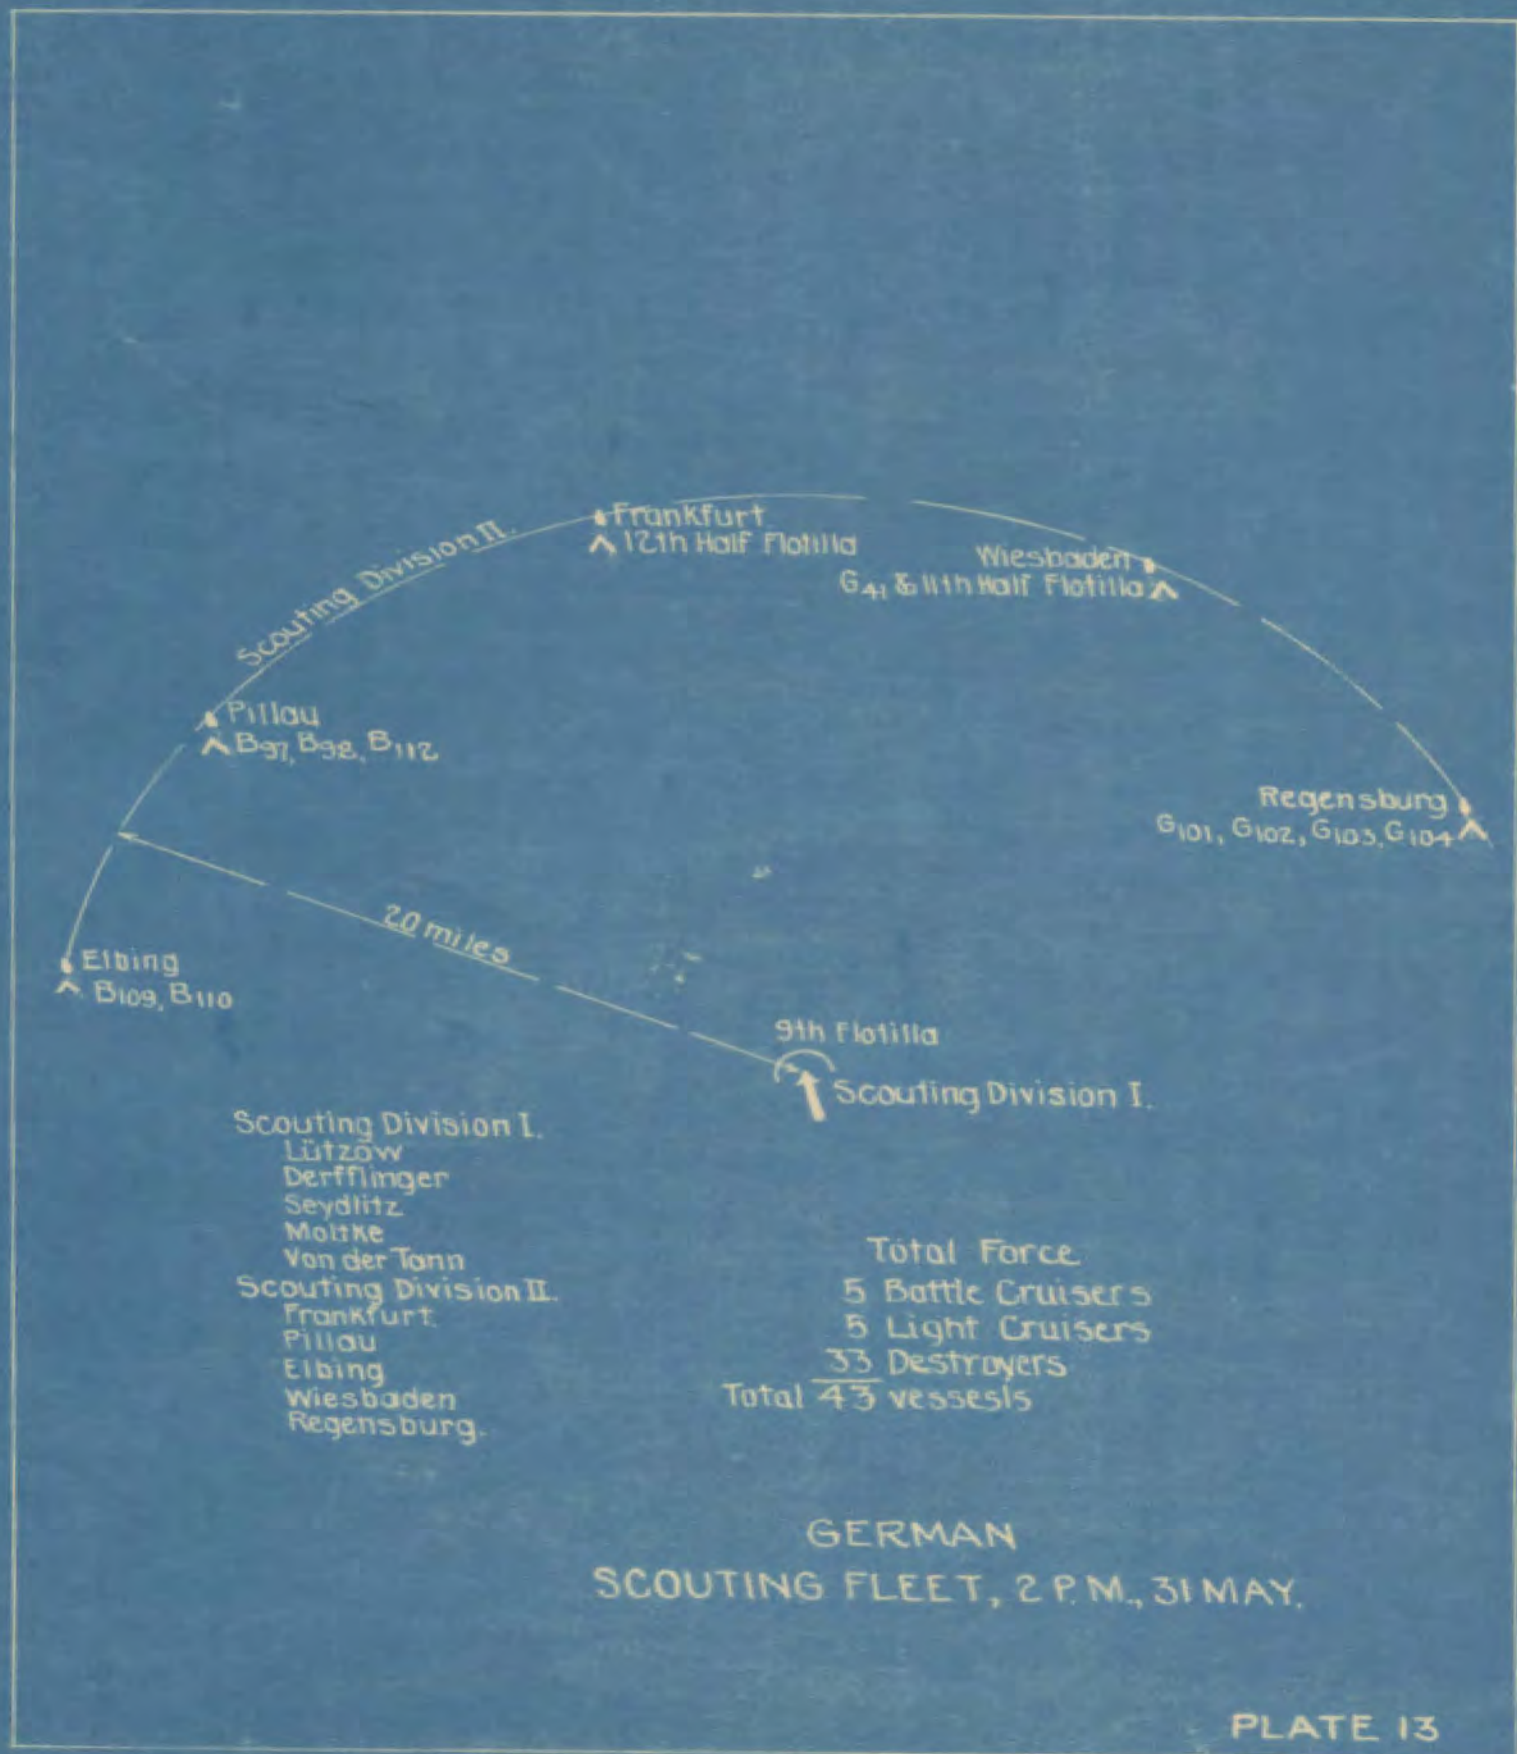 Frankfurt
12th Half Flotilla
Scouting Division II.
Wiesbaden
G41 & 11th Half Flotilla
Pillau
B97, B98, B112
Regensburg
G101, G102, G103, G104
20 miles
Elbing
B109, B110
9th Flotilla
Scouting Division I.
Scouting Division I.
Lützow
Derfflinger
Seydlitz
Moltke
Von der Tann
Scouting Division II.
Frankfurt.
Pillau
Elbing
Wiesbaden
Regensburg.
Total Force
5 Battle Cruisers
5 Light Cruisers
33 Destroyers
Total 43 vessesls
GERMAN
SCOUTING FLEET, 2 P.M., 31 MAY.
PLATE 13